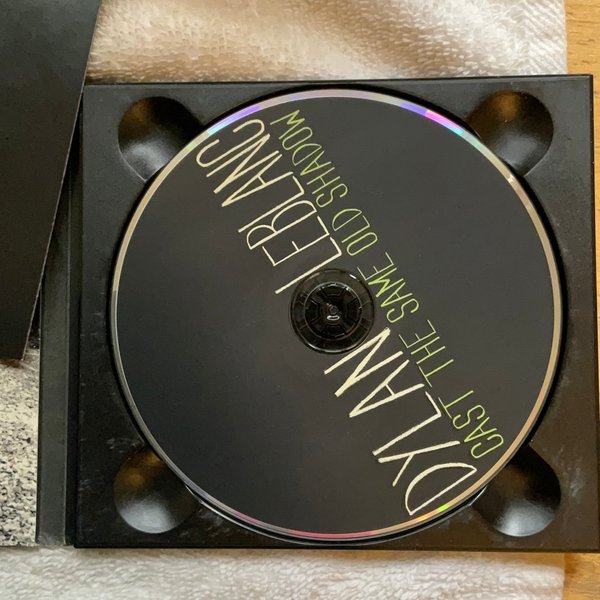 DYLAN LEBLANC
CAST THE SAME OLD SHADOW